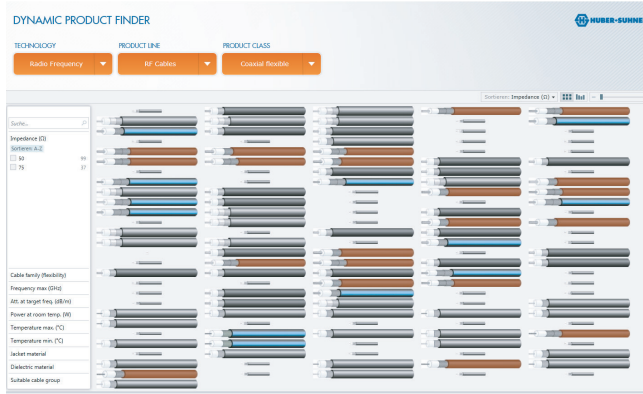 DYNAMIC PRODUCT FINDER
HUBER+SUHNER
TECHNOLOGY
PRODUCT LINE
PRODUCT CLASS
Radio Frequency
RF Cables
Coaxial flexible
Sortieren: Impedance (Ω)
Suche...
Impedance (Ω)
Sortieren A-Z
50 99
75 37
Cable family (flexibility)
Frequency max (GHz)
Att. at target freq. (dB/m)
Power at room temp. (W)
Temperature max. (°C)
Temperature min. (°C)
Jacket material
Dielectric material
Suitable cable group